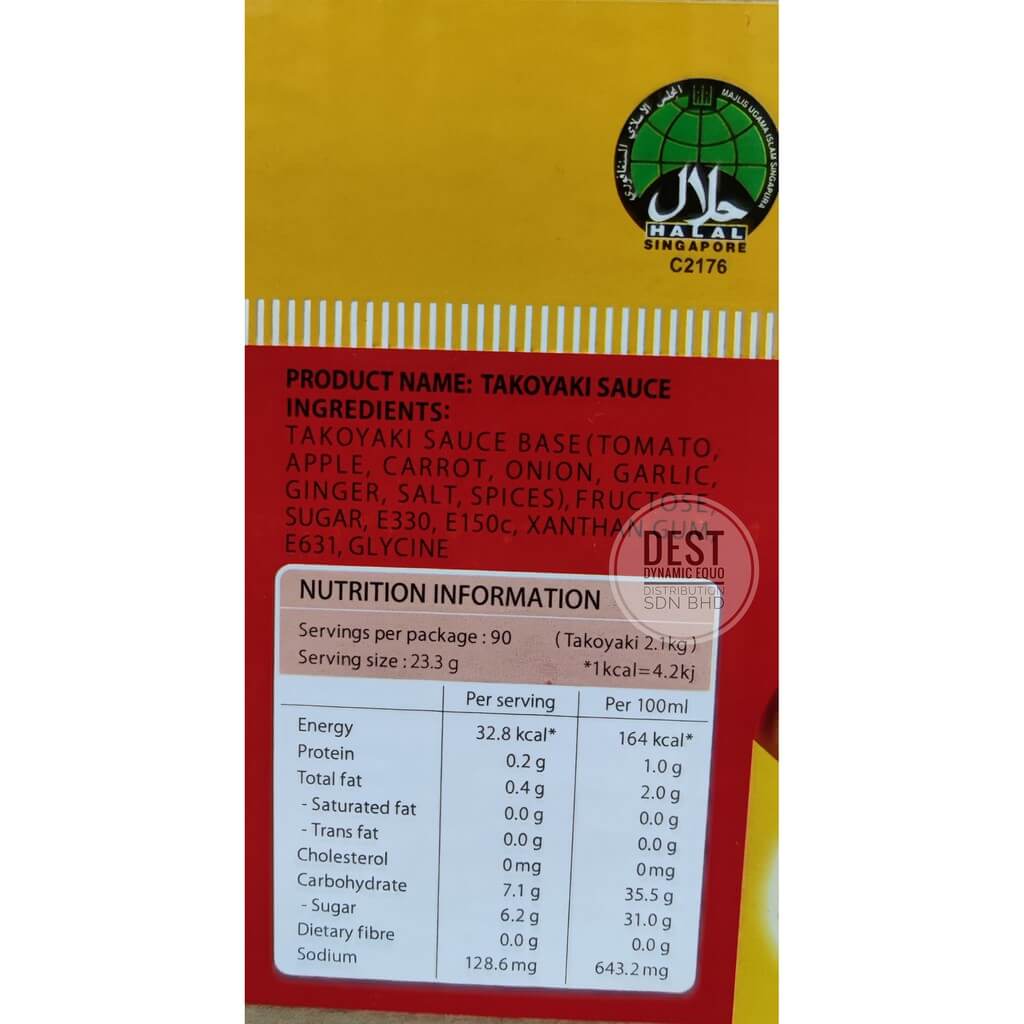 المجلس الاسلامي السنغافوري
MAJLIS UGAMA ISLAM SINGAPURA
حلال
HALAL
SINGAPORE
C2176
PRODUCT NAME: TAKOYAKI SAUCE
INGREDIENTS:
TAKOYAKI SAUCE BASE(TOMATO,
APPLE, CARROT, ONION, GARLIC,
GINGER, SALT, SPICES), FRUCTOSE,
SUGAR, E330, E150c, XANTHAN GUM,
E631, GLYCINE
DEST
DYNAMIC EQUO
DISTRIBUTION
SDN BHD
NUTRITION INFORMATION
Servings per package : 90 (Takoyaki 2.1kg)
Serving size : 23.3 g *1kcal=4.2kj
Per serving Per 100ml
Energy 32.8 kcal* 164 kcal*
Protein 0.2 g 1.0 g
Total fat 0.4 g 2.0 g
- Saturated fat 0.0 g 0.0 g
- Trans fat 0.0 g 0.0 g
Cholesterol 0 mg 0 mg
Carbohydrate 7.1 g 35.5 g
- Sugar 6.2 g 31.0 g
Dietary fibre 0.0 g 0.0 g
Sodium 128.6 mg 643.2 mg